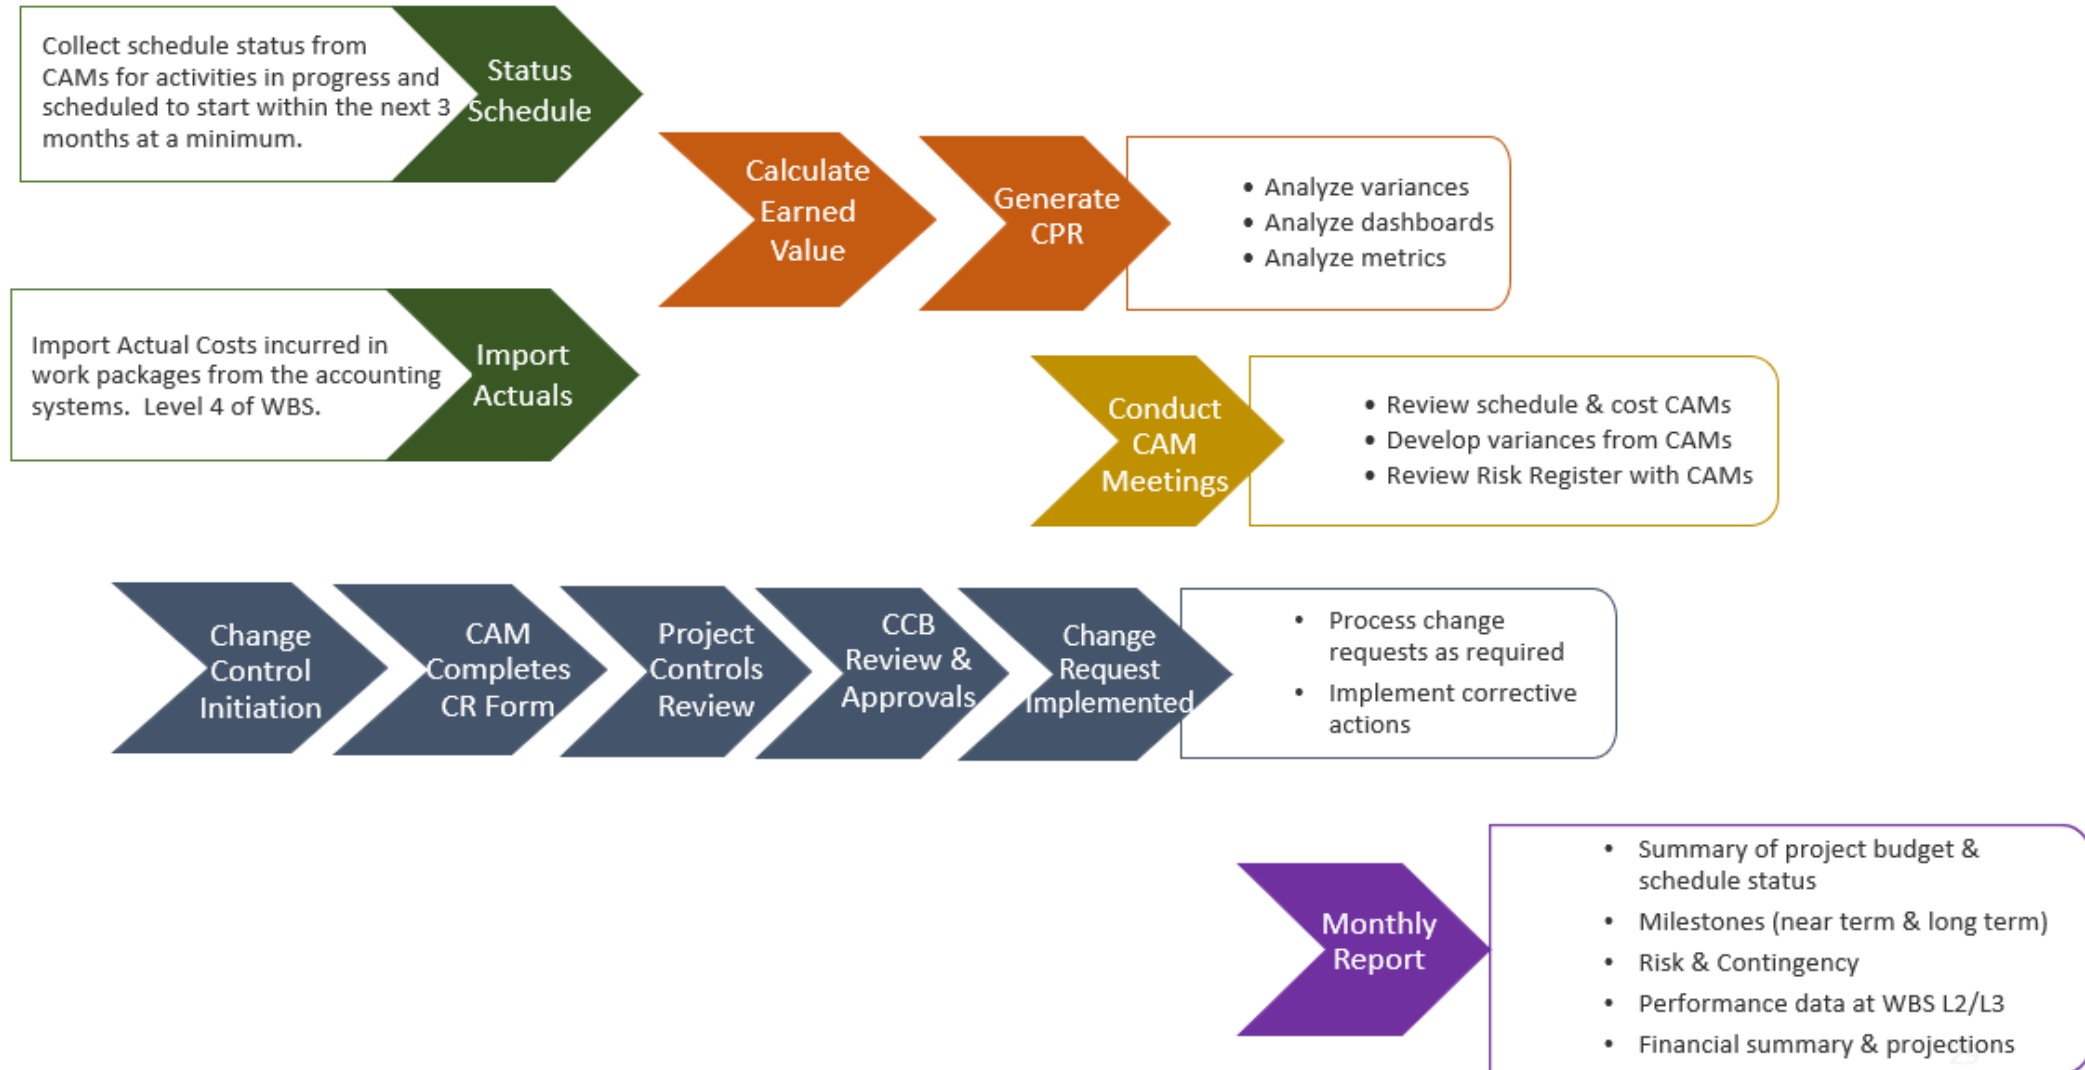 Collect schedule status from
CAMs for activities in progress and
scheduled to start within the next 3
months at a minimum.
Status
Schedule
Calculate
Earned
Value
Generate
CPR
• Analyze variances
• Analyze dashboards
• Analyze metrics
Import Actual Costs incurred in
work packages from the accounting
systems. Level 4 of WBS.
Import
Actuals
Conduct
CAM
Meetings
• Review schedule & cost CAMs
• Develop variances from CAMs
• Review Risk Register with CAMs
Change
Control
Initiation
CAM
Completes
CR Form
Project
Controls
Review
CCB
Review &
Approvals
Change
Request
Implemented
• Process change
requests as required
• Implement corrective
actions
Monthly
Report
• Summary of project budget &
schedule status
• Milestones (near term & long term)
• Risk & Contingency
• Performance data at WBS L2/L3
• Financial summary & projections